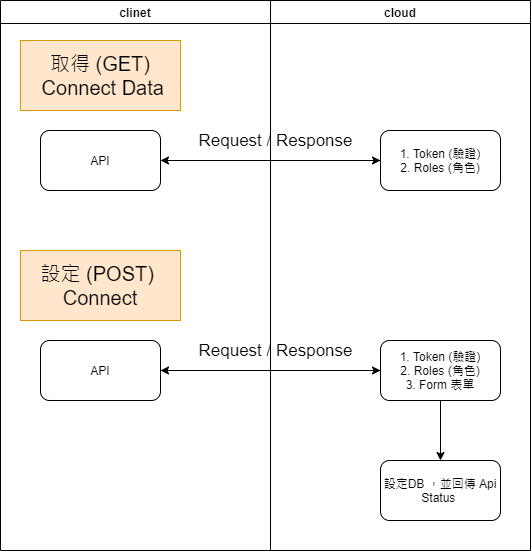 clinet
cloud
取得 (GET)
Connect Data
API
Request / Response
1. Token (驗證)
2. Roles (角色)
設定 (POST)
Connect
API
Request / Response
1. Token (驗證)
2. Roles (角色)
3. Form 表單
設定DB ，並回傳 Api
Status